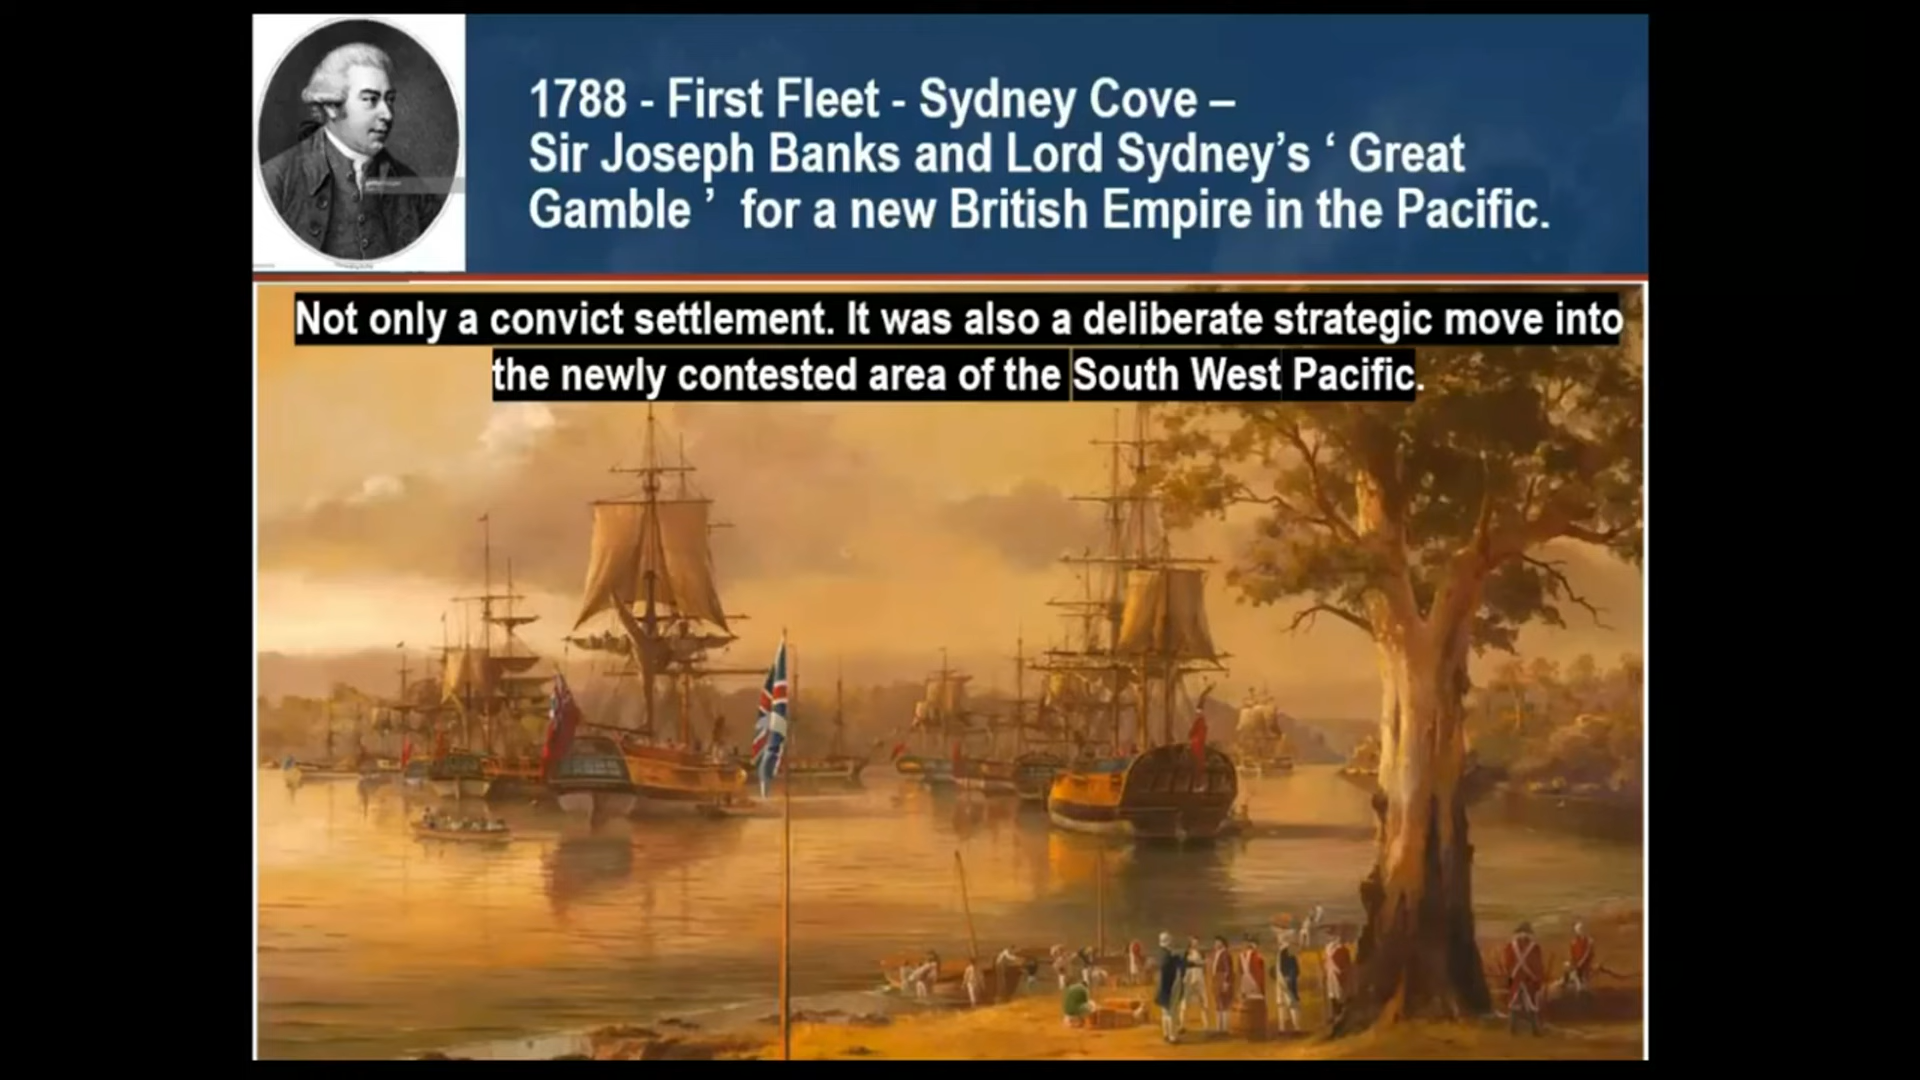 1788 - First Fleet - Sydney Cove –
Sir Joseph Banks and Lord Sydney’s ‘ Great
Gamble ’ for a new British Empire in the Pacific.
Not only a convict settlement. It was also a deliberate strategic move into
the newly contested area of the South West Pacific.